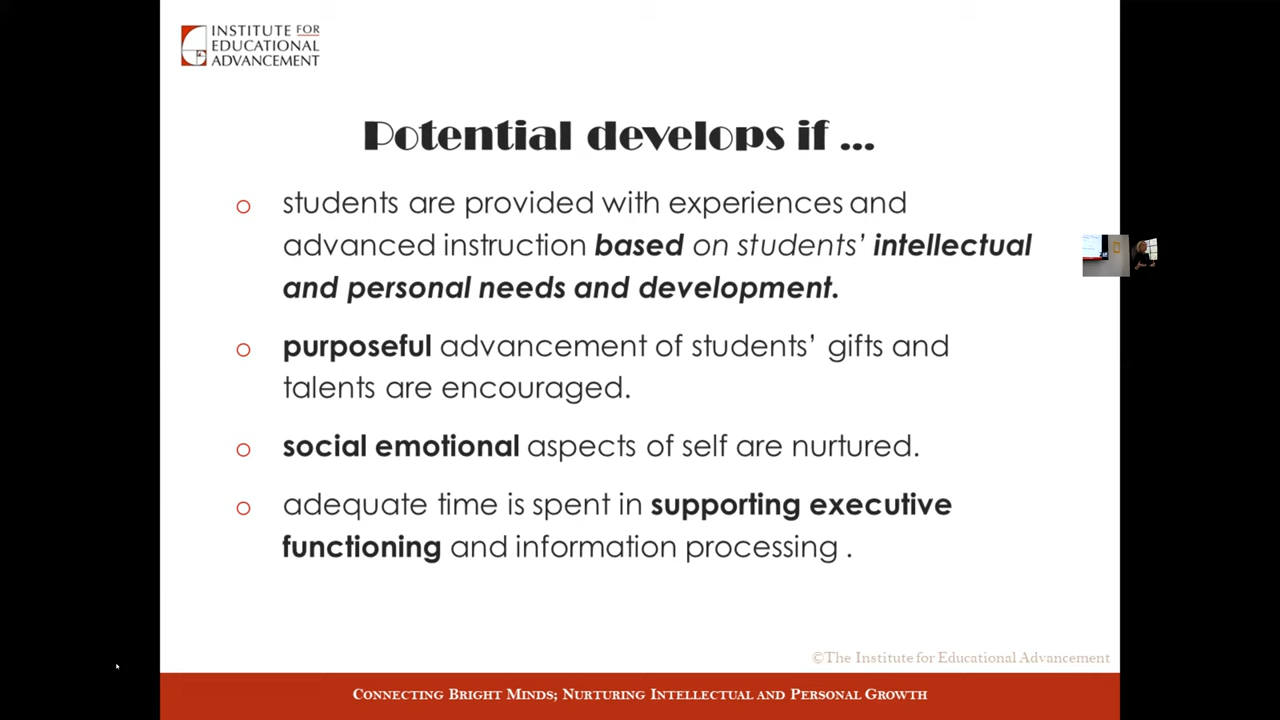 INSTITUTE FOR
EDUCATIONAL
ADVANCEMENT
Potential develops if ...
o students are provided with experiences and
advanced instruction based on students’ intellectual
and personal needs and development.
o purposeful advancement of students’ gifts and
talents are encouraged.
o social emotional aspects of self are nurtured.
o adequate time is spent in supporting executive
functioning and information processing .
©The Institute for Educational Advancement
CONNECTING BRIGHT MINDS; NURTURING INTELLECTUAL AND PERSONAL GROWTH